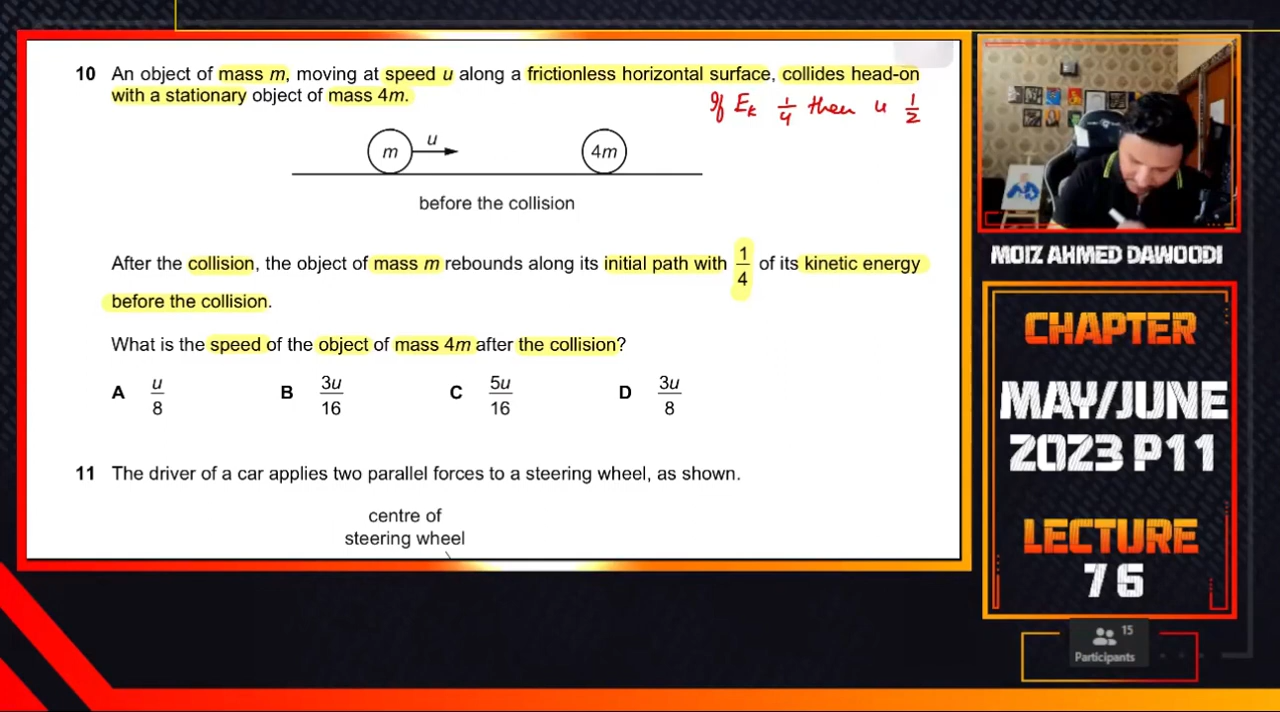 10 An object of mass m, moving at speed u along a frictionless horizontal surface, collides head-on
with a stationary object of mass 4m.
If Ek 1/4 then u 1/2
u
m
4m
before the collision
After the collision, the object of mass m rebounds along its initial path with 1/4 of its kinetic energy
before the collision.
What is the speed of the object of mass 4m after the collision?
A u/8 B 3u/16 C 5u/16 D 3u/8
11 The driver of a car applies two parallel forces to a steering wheel, as shown.
centre of
steering wheel
MOIZ AHMED DAWOODI
CHAPTER
MAY/JUNE
2023 P11
LECTURE
76
15
Participants